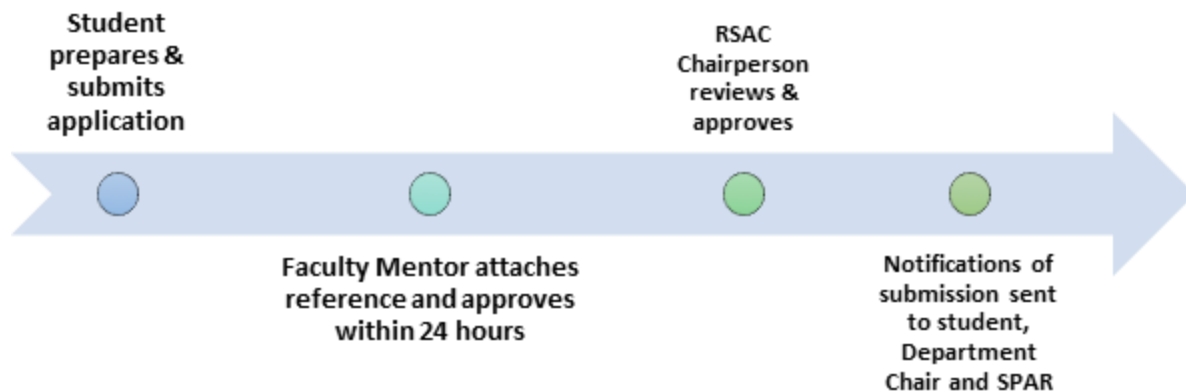 Student
prepares &
submits
application
Faculty Mentor attaches
reference and approves
within 24 hours
RSAC
Chairperson
reviews &
approves
Notifications of
submission sent
to student,
Department
Chair and SPAR